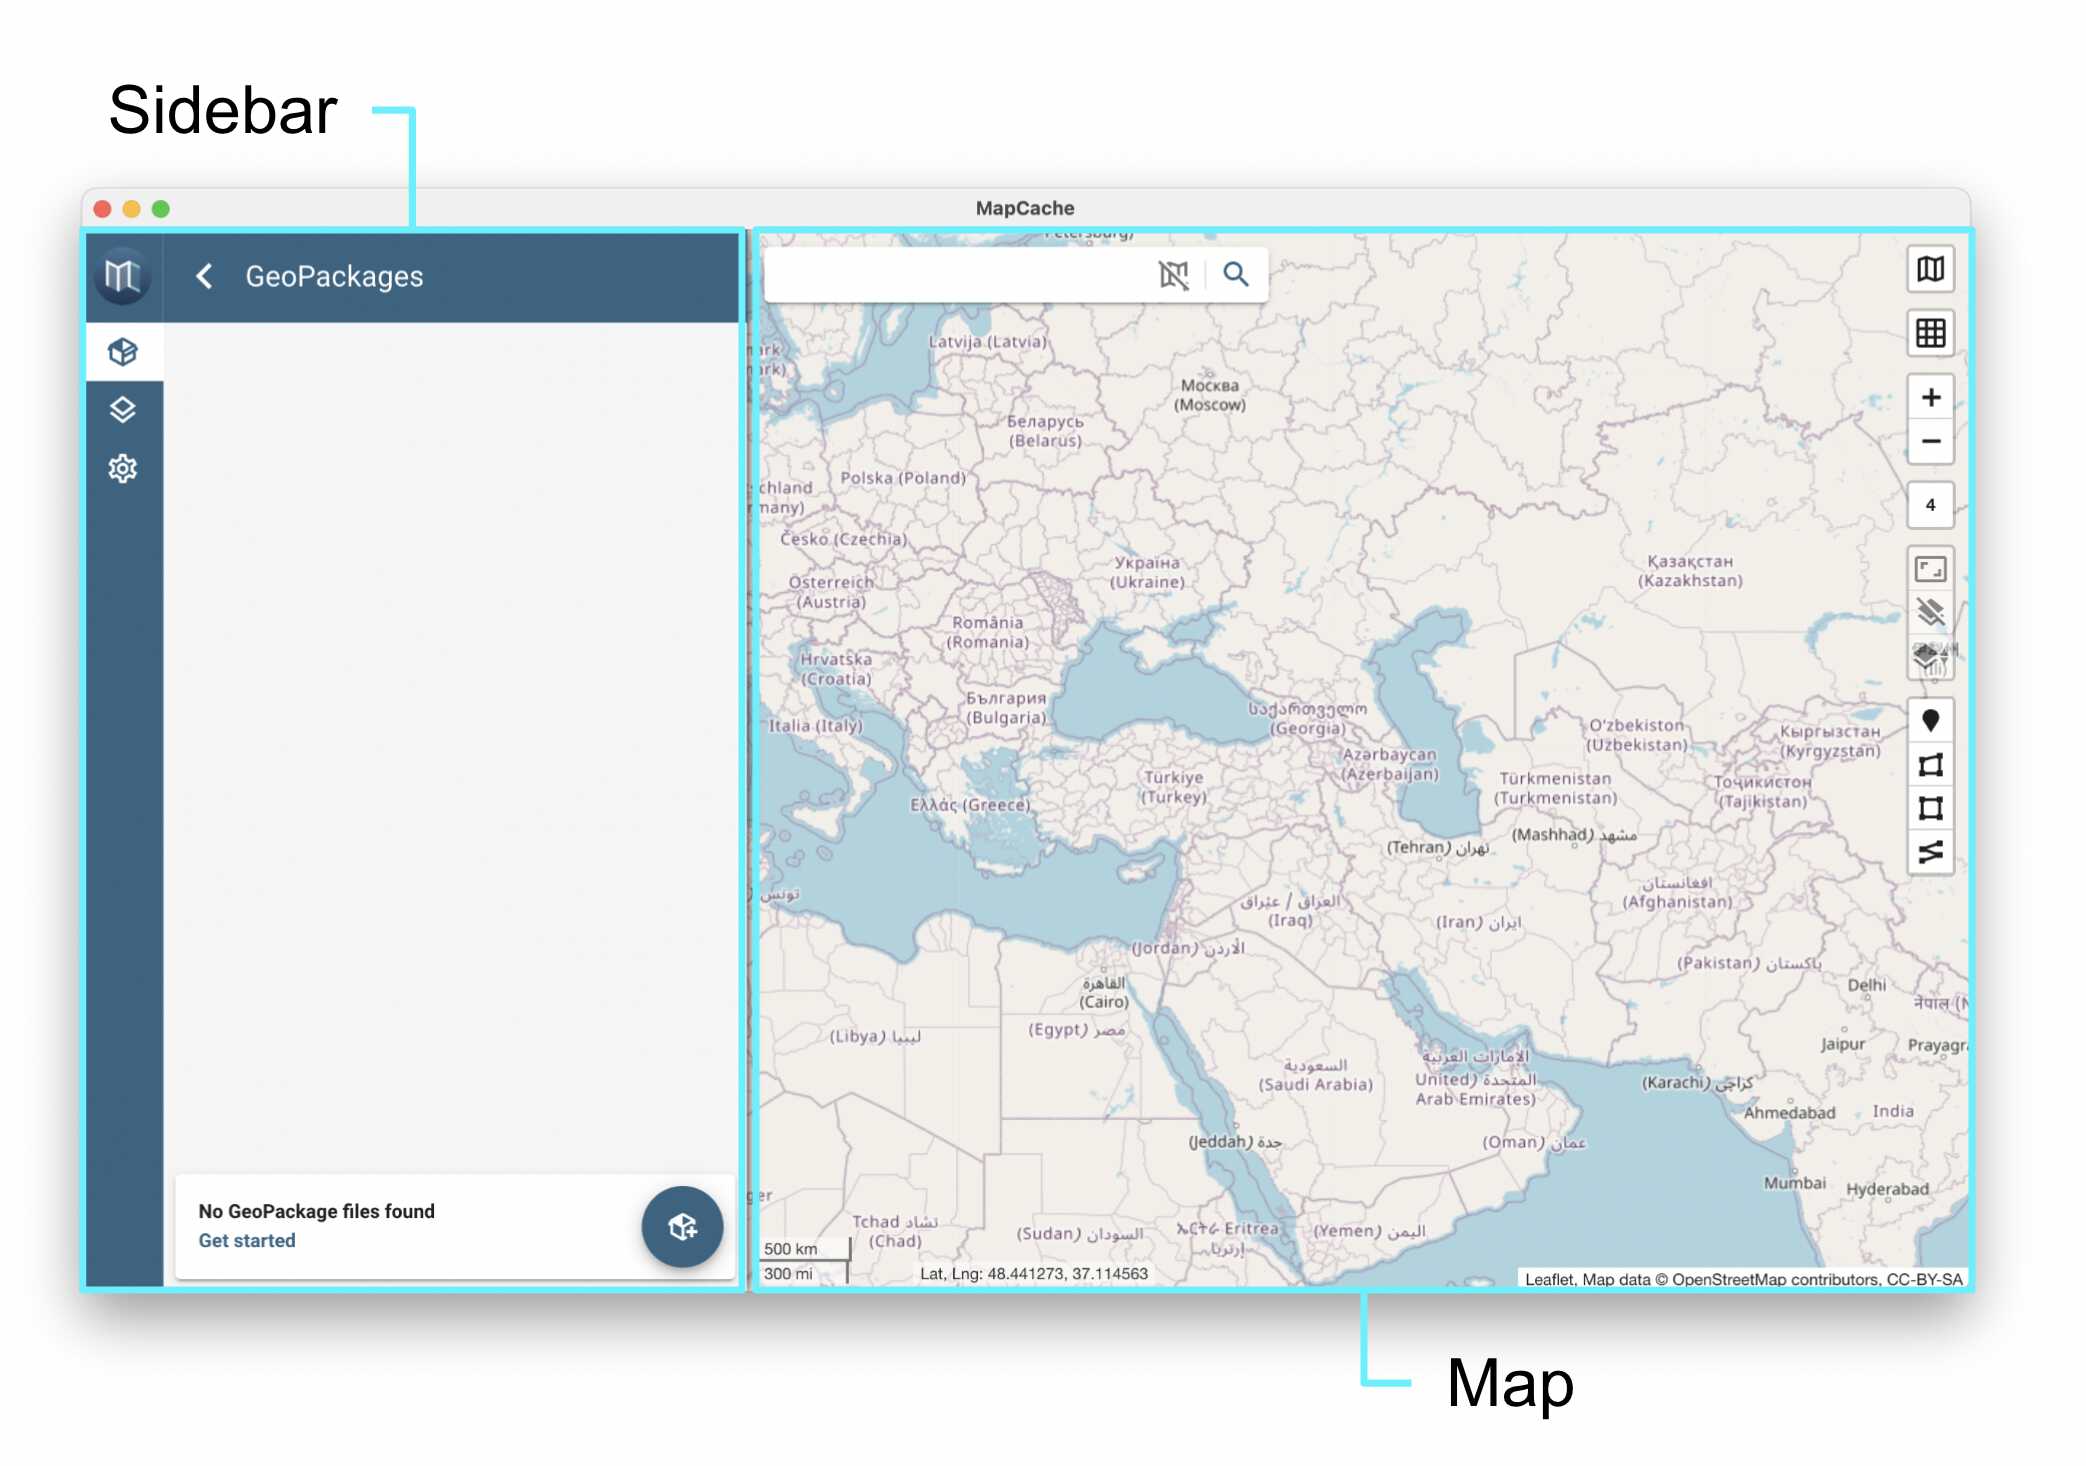 Sidebar
MapCache
GeoPackages
Latvija (Latvia)
Москва
(Moscow)
Беларусь
(Belarus)
Polska (Poland)
Česko (Czechia)
Україна
(Ukraine)
Қазақстан
(Kazakhstan)
4
Österreich
(Austria)
România
(Romania)
Hrvatska
(Croatia)
България
(Bulgaria)
Italia (Italy)
საქართველო
(Georgia)
Azərbaycan
(Azerbaijan)
Oʻzbekiston
(Uzbekistan)
Кыргызстан
(Kyrgyzstan)
Türkiye
(Turkey)
Türkmenistan
(Turkmenistan)
Тоҷикистон
(Tajikistan)
Ελλάς (Greece)
(Mashhad) مشهد
(Tehran) تهران
تونس
افغانستان
(Afghanistan)
العراق / عێراق
(Iraq)
(Iran) ایران
(Jordan) الأردن
(Pakistan) پاکستان
القاهرة
(Cairo)
Delhi
नेपाल (N
(Egypt) مصر
(Libya) ليبيا
Jaipur
Prayagr
الإمارات العربية
المتحدة (United
Arab Emirates)
السعودية
(Saudi Arabia)
(Karachi) کراچی
Ahmedabad
India
(Jeddah) جدة
(Oman) عمان
Mumbai
Hyderabad
No GeoPackage files found
Get started
Tchad تشاد
(Chad)
(Sudan) السودان
ኤርትራ Eritrea
إرتريا
(Yemen) اليمن
500 km
300 mi
Lat, Lng: 48.441273, 37.114563
Leaflet, Map data © OpenStreetMap contributors, CC-BY-SA
Map